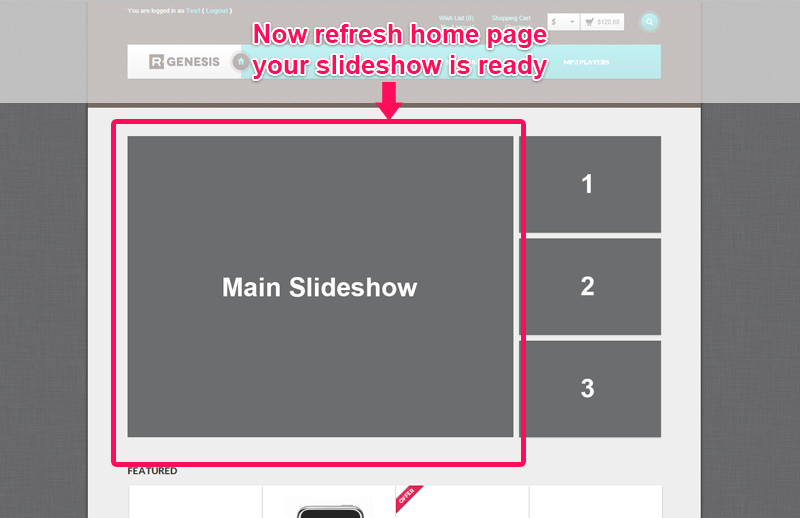 You are logged in as Test ( Logout )
Wish List (0) Shopping Cart
$ $120.68
Now refresh home page
your slideshow is ready
R GENESIS
MP3 PLAYERS
Main Slideshow
1
2
3
FEATURED
OFFER